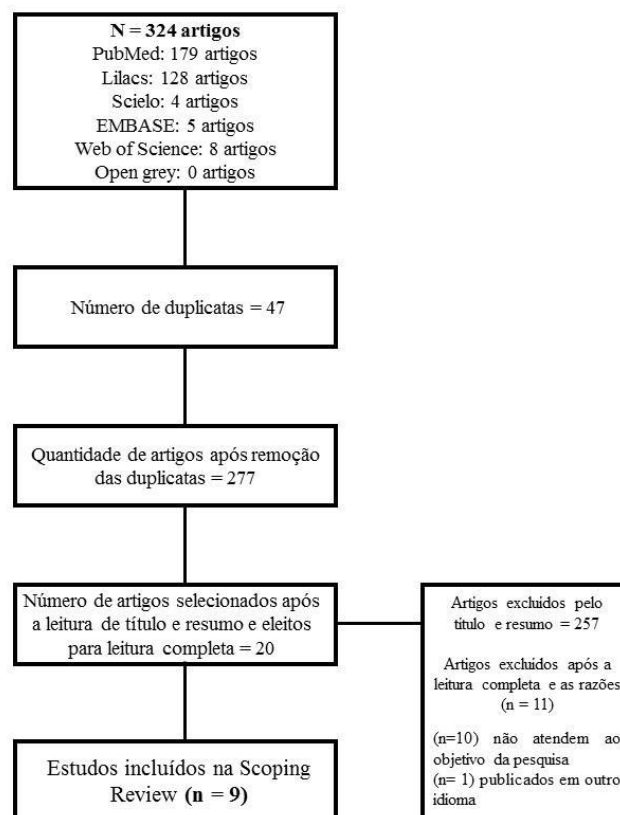 N = 324 artigos
PubMed: 179 artigos
Lilacs: 128 artigos
Scielo: 4 artigos
EMBASE: 5 artigos
Web of Science: 8 artigos
Open grey: 0 artigos
Número de duplicatas = 47
Quantidade de artigos após remoção
das duplicatas = 277
Número de artigos selecionados após
a leitura de título e resumo e eleitos
para leitura completa = 20
Artigos excluidos pelo
título e resumo = 257
Artigos excluidos após a
leitura completa e as razões
(n = 11)
(n=10) não atendem ao
objetivo da pesquisa
(n= 1) publicados em outro
idioma
Estudos incluídos na Scoping
Review (n = 9)